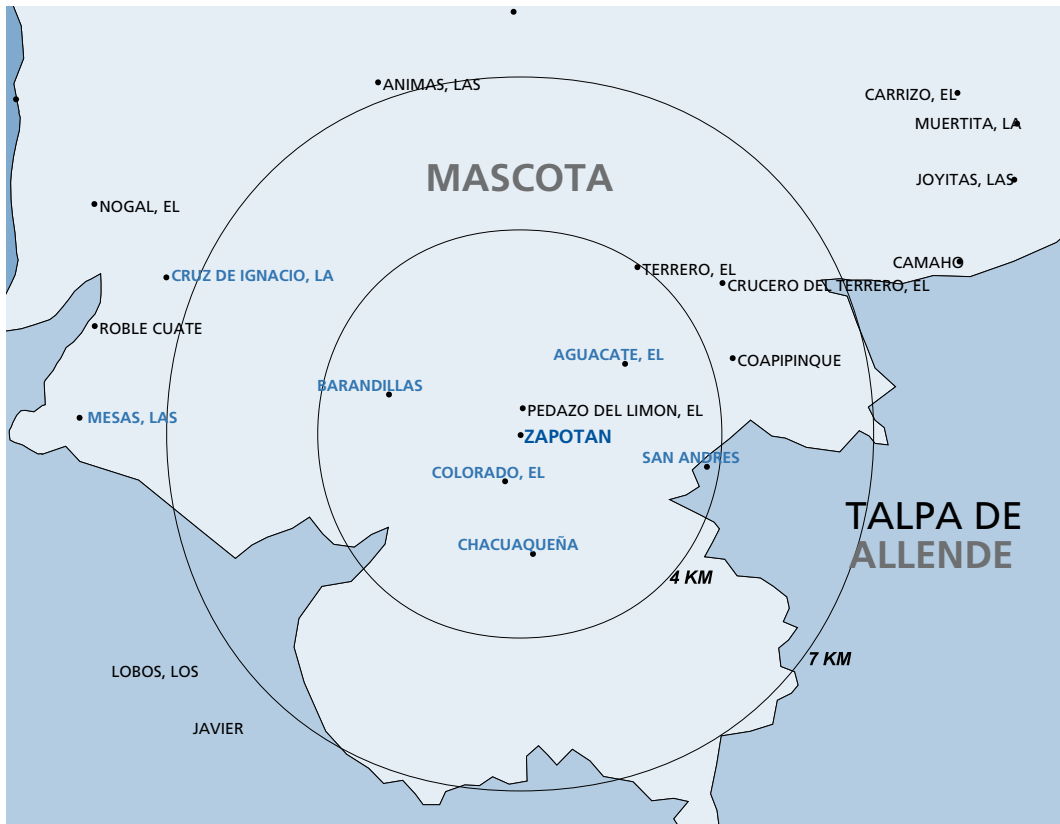 ANIMAS, LAS
CARRIZO, EL
MUERTITA, LA
MASCOTA
JOYITAS, LAS
NOGAL, EL
CAMAHO
TERRERO, EL
CRUZ DE IGNACIO, LA
CRUCERO DEL TERRERO, EL
ROBLE CUATE
AGUACATE, EL
COAPIPINQUE
BARANDILLAS
PEDAZO DEL LIMON, EL
MESAS, LAS
ZAPOTAN
SAN ANDRES
COLORADO, EL
TALPA DE
ALLENDE
CHACUAQUEÑA
4 KM
7 KM
LOBOS, LOS
JAVIER